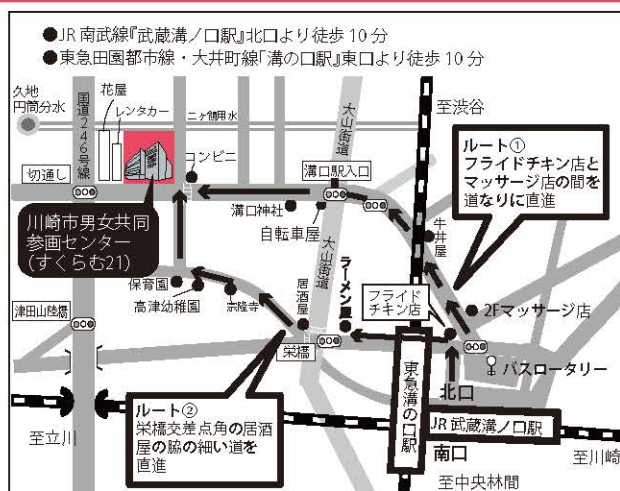 ●JR南武線『武蔵溝ノ口駅』北口より徒歩10分
●東急田園都市線・大井町線「溝の口駅」東口より徒歩10分
久地
円筒分水
国道246号線
花屋
レンタカー
ニヶ領用水
大山街道
至渋谷
切通し
コンビニ
溝口駅入口
ルート①
フライドチキン店と
マッサージ店の間を
道なりに直進
川崎市男女共同
参画センター
(すくらむ21)
溝口神社
自転車屋
牛丼屋
大山街道
保育園
高津幼稚園
宗隆寺
居酒屋
ラーメン屋
フライド
チキン店
2Fマッサージ店
津田山陸橋
栄橋
バスロータリー
北口
東急溝の口駅
JR武蔵溝ノ口駅
南口
ルート②
栄橋交差点角の居酒
屋の脇の細い道を
直進
至立川
至川崎
至中央林間